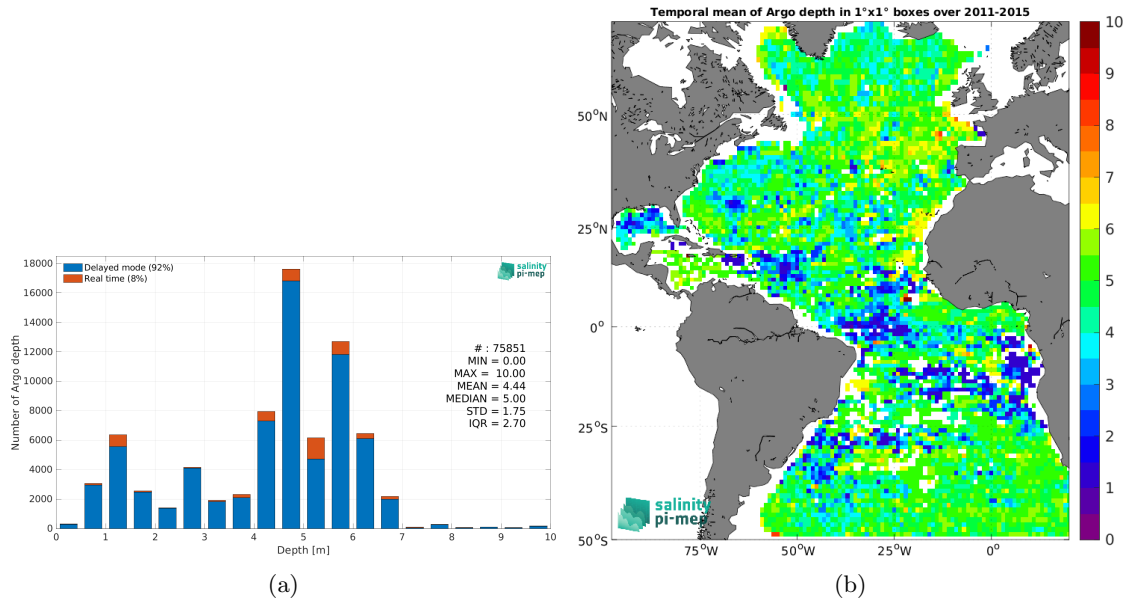 Temporal mean of Argo depth in 1°x1° boxes over 2011-2015
10
9
8
7
6
5
4
3
2
1
0
50°N
25°N
0°
25°S
50°S
75°W
50°W
25°W
0°
salinity
pi-mep
18000
16000
14000
12000
10000
8000
6000
4000
2000
0
Number of Argo depth
Delayed mode (92%)
Real time (8%)
salinity
pi-mep
# : 75851
MIN = 0.00
MAX = 10.00
MEAN = 4.44
MEDIAN = 5.00
STD = 1.75
IQR = 2.70
0 1 2 3 4 5 6 7 8 9 10
Depth [m]
(a)
(b)